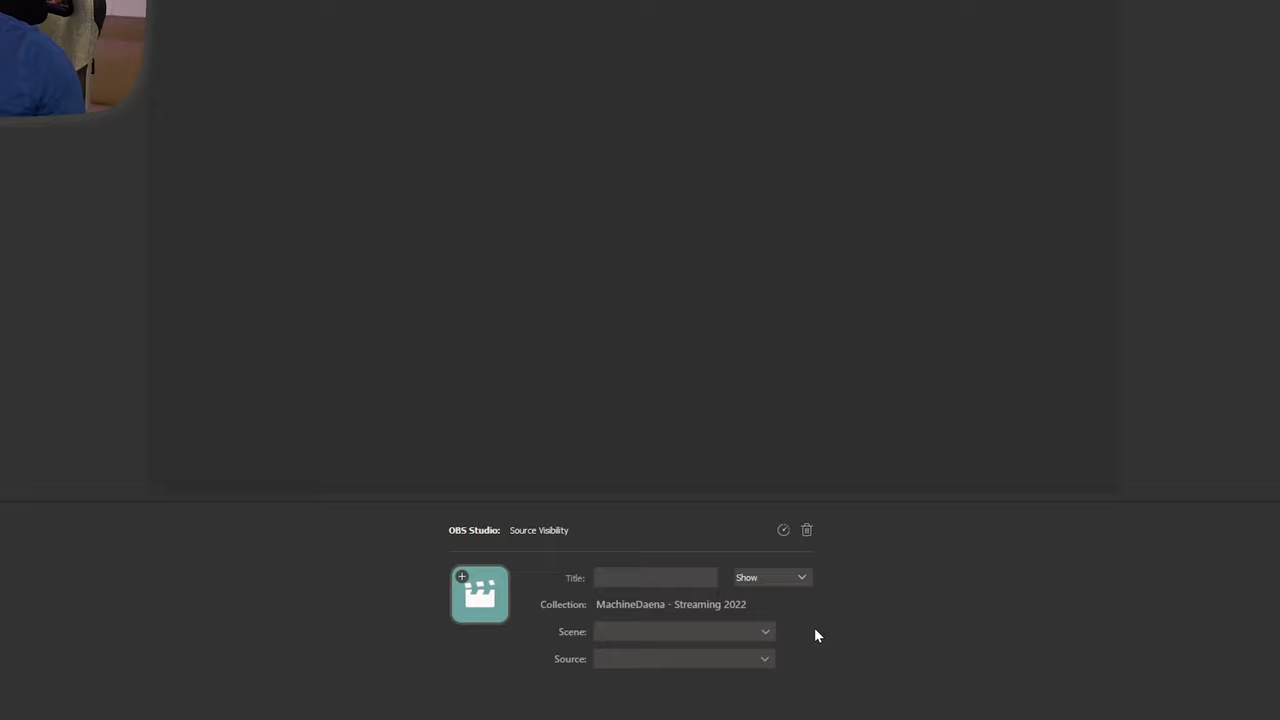 OBS Studio: Source Visibility
Title: Show
Collection: MachineDaena - Streaming 2022
Scene:
Source: